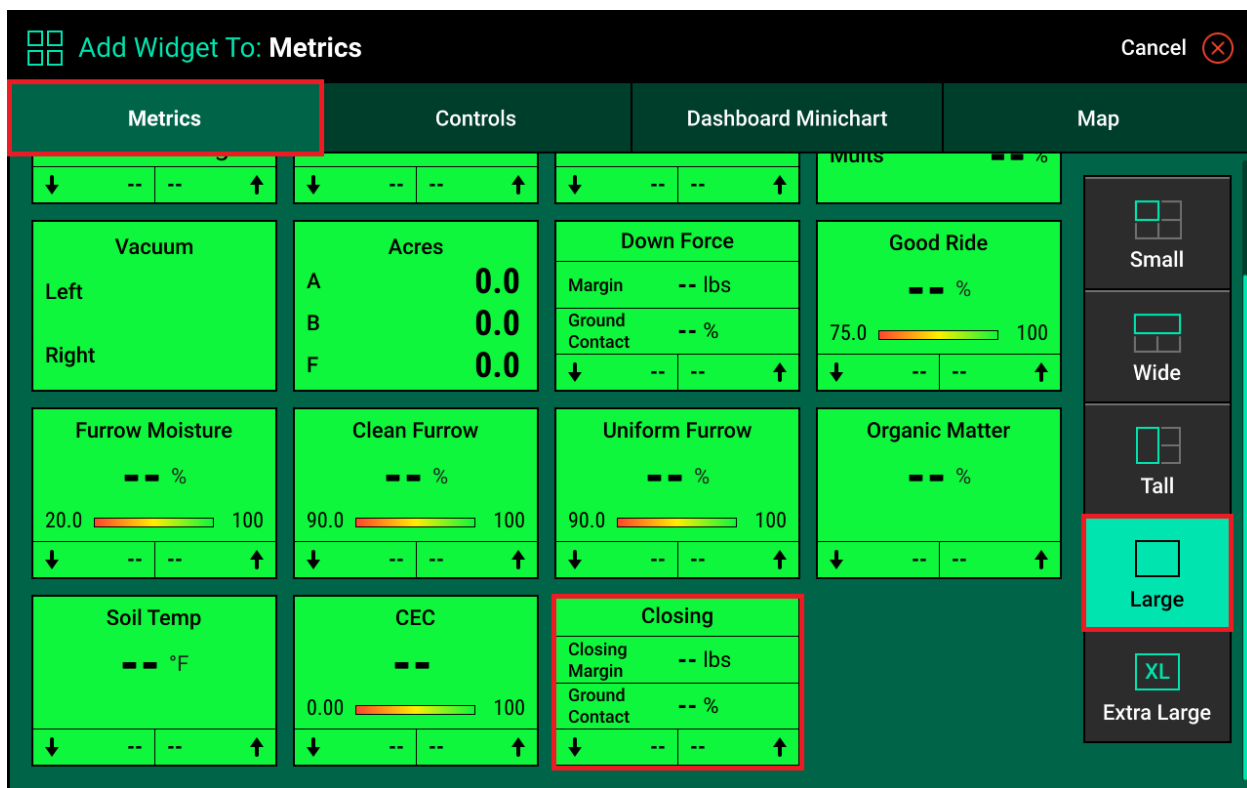 Add Widget To: Metrics
Cancel
Metrics
Controls
Dashboard Minichart
Map
-- --
-- --
-- --
Mults -- %
Vacuum
Left
Right
Acres
A 0.0
B 0.0
F 0.0
Down Force
Margin -- lbs
Ground
Contact -- %
-- --
Good Ride
-- %
75.0 100
-- --
Furrow Moisture
-- %
20.0 100
-- --
Clean Furrow
-- %
90.0 100
-- --
Uniform Furrow
-- %
90.0 100
-- --
Organic Matter
-- %
-- --
Soil Temp
-- °F
-- --
CEC
--
0.00 100
-- --
Closing
Closing
Margin -- lbs
Ground
Contact -- %
-- --
Small
Wide
Tall
Large
XL
Extra Large